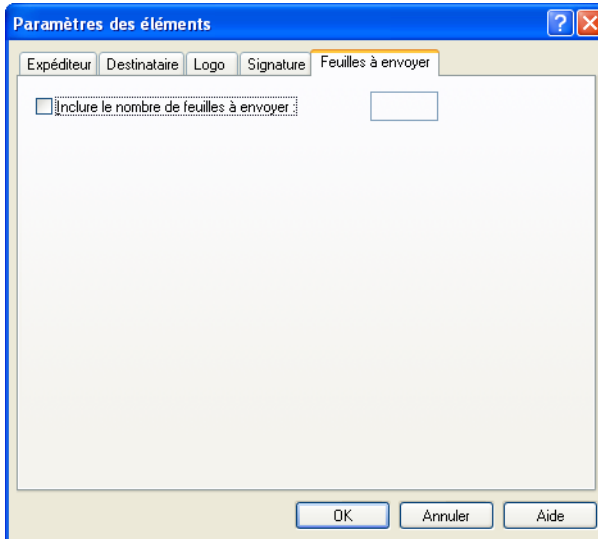 Paramètres des éléments
Expéditeur Destinataire Logo Signature Feuilles à envoyer
Inclure le nombre de feuilles à envoyer :
OK Annuler Aide